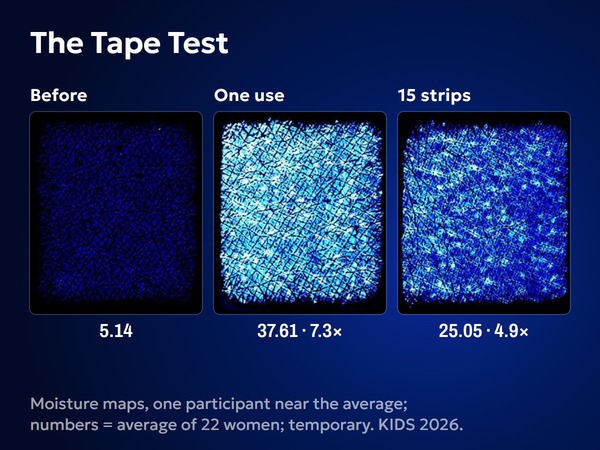 The Tape Test
Before
One use
15 strips
5.14
37.61 · 7.3×
25.05 · 4.9×
Moisture maps, one participant near the average;
numbers = average of 22 women; temporary. KIDS 2026.